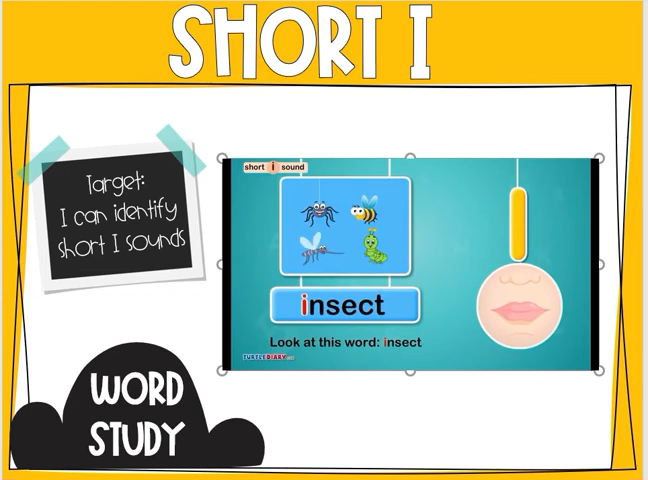 SHORT I
Target:
I can identify
short I sounds
short i sound
insect
Look at this word: insect
TURTLEDIARY
WORD
STUDY